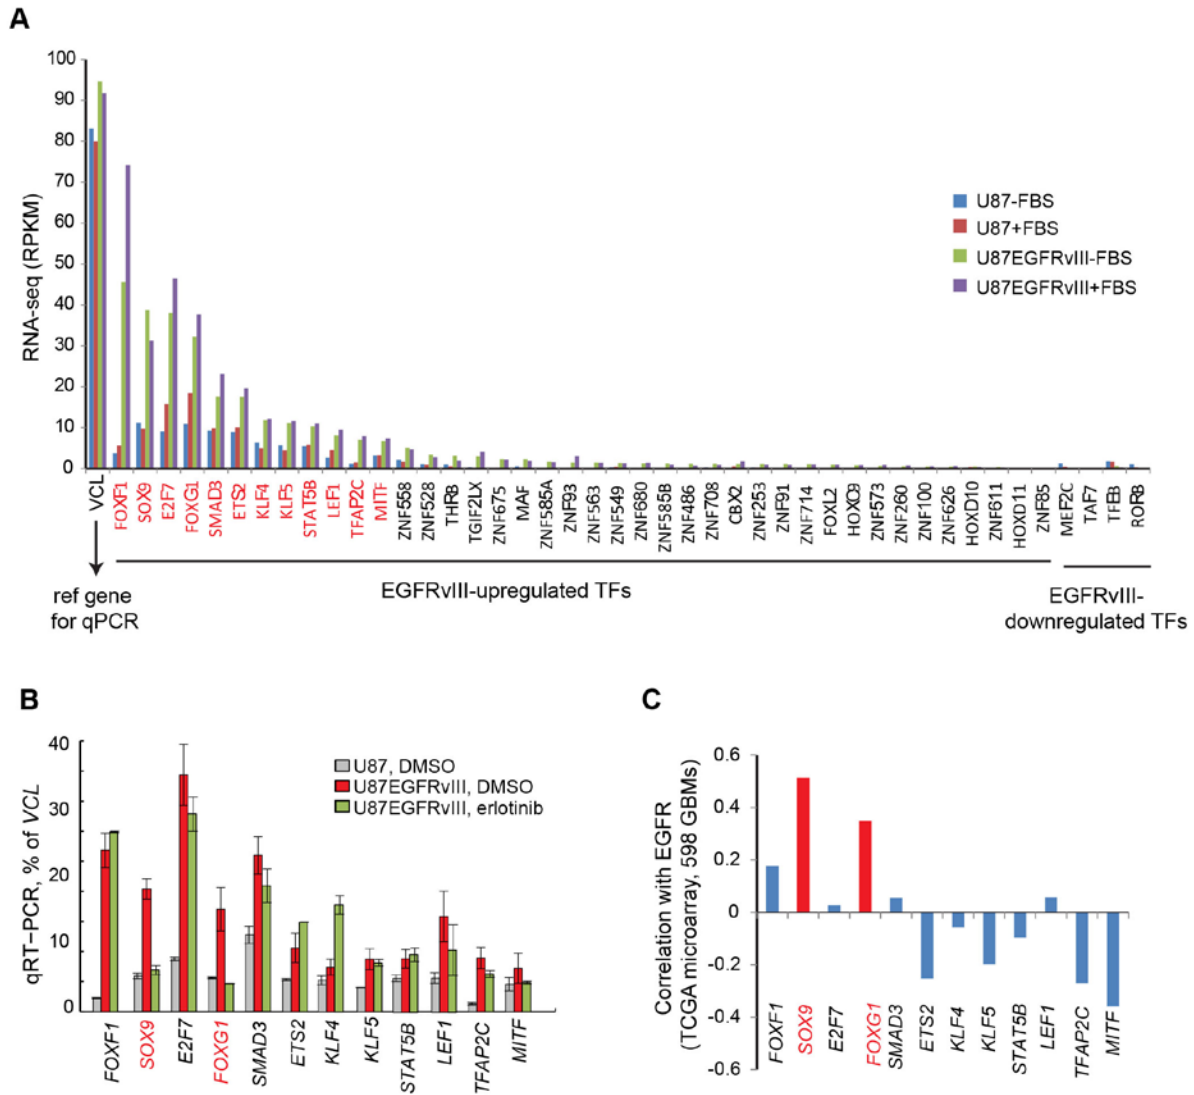 A
100
90
80
70
60
50
40
30
20
10
0
RNA-seq (RPKM)
U87-FBS
U87+FBS
U87EGFRvIII-FBS
U87EGFRvIII+FBS
VCL
FOXF1
SOX9
E2F7
FOXG1
SMAD3
ETS2
KLF4
KLF5
STAT5B
LEF1
TFAP2C
MITF
ZNF558
ZNF528
THRB
TGIF2LX
ZNF675
MAF
ZNF585A
ZNF93
ZNF563
ZNF549
ZNF680
ZNF585B
ZNF486
ZNF708
CBX2
ZNF253
ZNF91
ZNF714
FOXL2
HOXC9
ZNF573
ZNF260
ZNF100
ZNF626
HOXD10
ZNF611
HOXD11
ZNF85
MEF2C
TAF7
TFEb
RORB
ref gene
for qPCR
EGFRvIII-upregulated TFs
EGFRvIII-
downregulated TFs
B
40
30
20
10
0
qRT–PCR, % of VCL
U87, DMSO
U87EGFRvIII, DMSO
U87EGFRvIII, erlotinib
FOXF1
SOX9
E2F7
FOXG1
SMAD3
ETS2
KLF4
KLF5
STAT5B
LEF1
TFAP2C
MITF
C
0.6
0.4
0.2
0
-0.2
-0.4
-0.6
Correlation with EGFR
(TCGA microarray, 598 GBMs)
FOXF1
SOX9
E2F7
FOXG1
SMAD3
ETS2
KLF4
KLF5
STAT5B
LEF1
TFAP2C
MITF